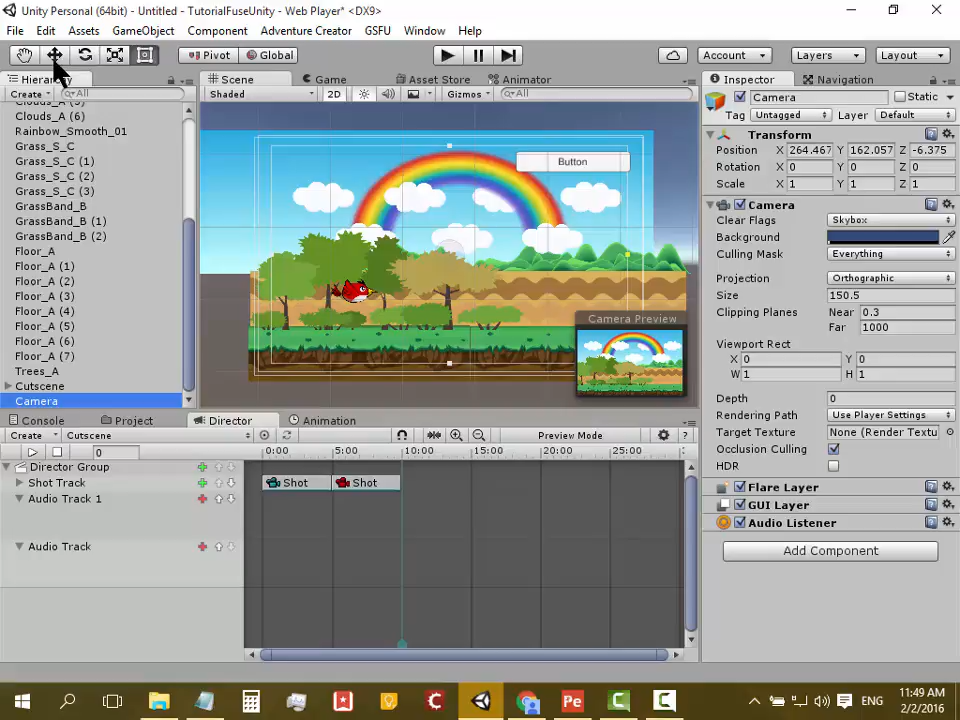 Unity Personal (64bit) - Untitled - TutorialFuseUnity - Web Player* <DX9>
File Edit Assets GameObject Component Adventure Creator GSFU Window Help
Pivot Global Account Layers Layout
Hierarchy Scene Game Asset Store Animator Inspector Navigation
Create All Shaded 2D Gizmos All Camera Static
Tag Untagged Layer Default
Clouds_A (6)
Rainbow_Smooth_01
Grass_S_C
Grass_S_C (1)
Grass_S_C (2)
Grass_S_C (3)
GrassBand_B
GrassBand_B (1)
GrassBand_B (2)
Floor_A
Floor_A (1)
Floor_A (2)
Floor_A (3)
Floor_A (4)
Floor_A (5)
Floor_A (6)
Floor_A (7)
Trees_A
Cutscene
Camera
Button
Camera Preview
Transform
Position X 264.467 Y 162.057 Z -6.375
Rotation X 0 Y 0 Z 0
Scale X 1 Y 1 Z 1
Camera
Clear Flags Skybox
Background
Culling Mask Everything
Projection Orthographic
Size 150.5
Clipping Planes Near 0.3
Far 1000
Viewport Rect
X 0 Y 0
W 1 H 1
Depth 0
Rendering Path Use Player Settings
Target Texture None (Render Textu
Occlusion Culling
HDR
Flare Layer
GUI Layer
Audio Listener
Add Component
Console Project Director Animation
Create Cutscene Preview Mode ?
0 0:00 5:00 10:00 15:00 20:00 25:00
Director Group
Shot Track Shot Shot
Audio Track 1
Audio Track
ENG
11:49 AM
2/2/2016
Pe